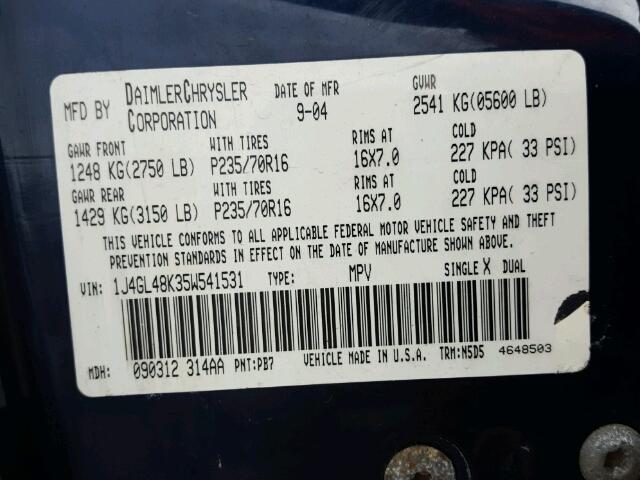 MFD BY DAIMLERCHRYSLER CORPORATION DATE OF MFR 9-04 GVWR 2541 KG(05600 LB)
GAWR FRONT WITH TIRES RIMS AT COLD
1248 KG(2750 LB) P235/70R16 16X7.0 227 KPA( 33 PSI)
GAWR REAR WITH TIRES RIMS AT COLD
1429 KG(3150 LB) P235/70R16 16X7.0 227 KPA( 33 PSI)
THIS VEHICLE CONFORMS TO ALL APPLICABLE FEDERAL MOTOR VEHICLE SAFETY AND THEFT
PREVENTION STANDARDS IN EFFECT ON THE DATE OF MANUFACTURE SHOWN ABOVE.
VIN: 1J4GL48K35W541531 TYPE: MPV SINGLE X DUAL
MDH: 090312 314AA PNT:PB7 VEHICLE MADE IN U.S.A. TRM:N5D5 4648503